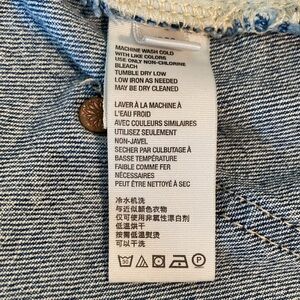 MACHINE WASH COLD
WITH LIKE COLORS
USE ONLY NON-CHLORINE
BLEACH
TUMBLE DRY LOW
LOW IRON AS NEEDED
MAY BE DRY CLEANED
LAVER À LA MACHINE À
L'EAU FROID
AVEC COULEURS SIMILAIRES
UTILISEZ SEULEMENT
NON-JAVEL
SECHER PAR CULBUTAGE À
BASSE TEMPÉRATURE
FAIBLE COMME FER
NÉCESSAIRES
PEUT ÊTRE NETTOYÉ À SEC
冷水机洗
与近似颜色衣物
仅可使用非氧性漂白剂
低温烘干
按需低温熨烫
可以干洗
P